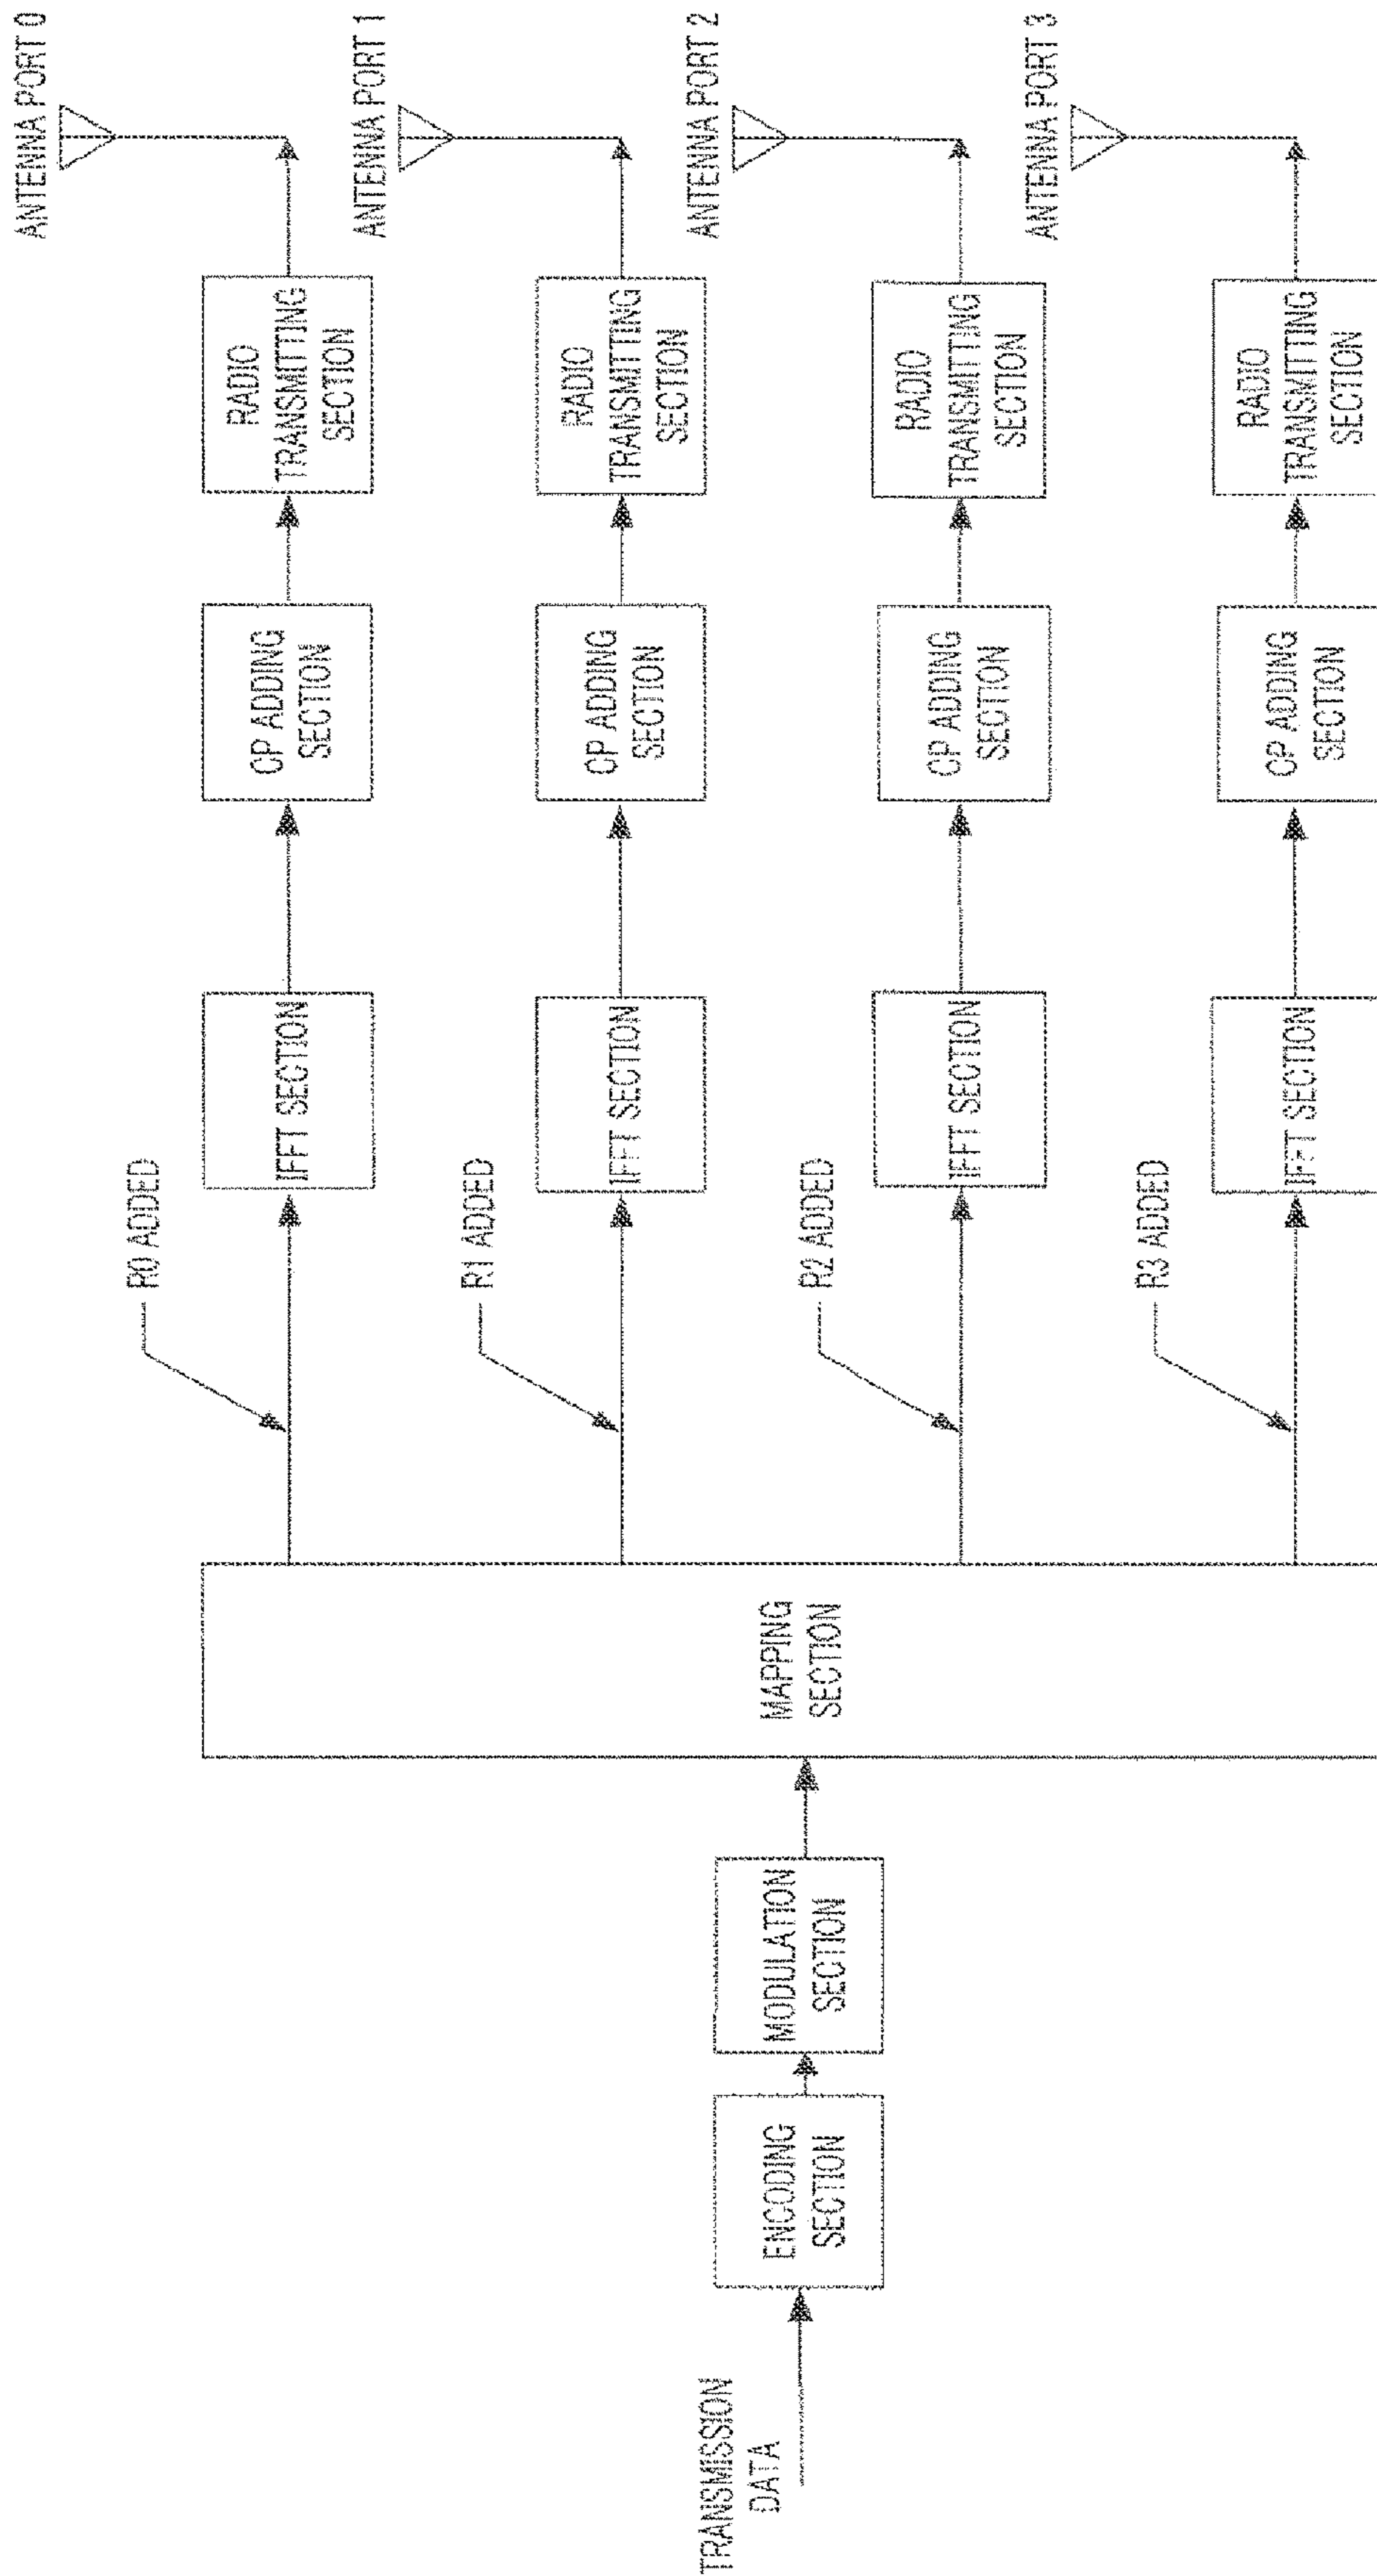 TRANSMISSION
DATA
ENCODING
SECTION
MODULATION
SECTION
MAPPING
SECTION
R0 ADDED
IFFT SECTION
CP ADDING
SECTION
RADIO
TRANSMITTING
SECTION
ANTENNA PORT 0
R1 ADDED
IFFT SECTION
CP ADDING
SECTION
RADIO
TRANSMITTING
SECTION
ANTENNA PORT 1
R2 ADDED
IFFT SECTION
CP ADDING
SECTION
RADIO
TRANSMITTING
SECTION
ANTENNA PORT 2
R3 ADDED
IFFT SECTION
CP ADDING
SECTION
RADIO
TRANSMITTING
SECTION
ANTENNA PORT 3